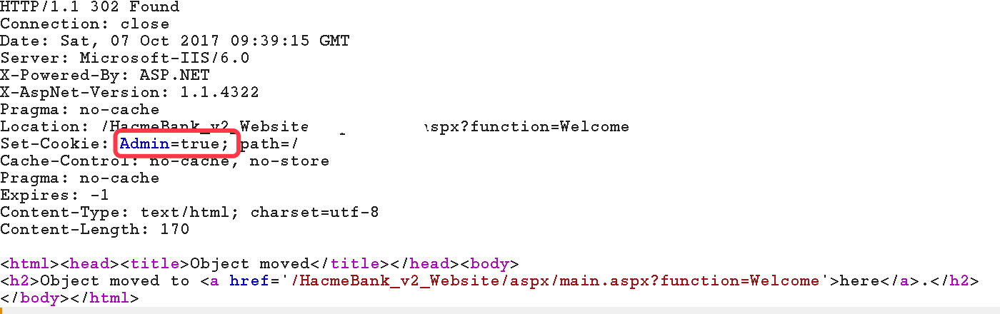 HTTP/1.1 302 Found
Connection: close
Date: Sat, 07 Oct 2017 09:39:15 GMT
Server: Microsoft-IIS/6.0
X-Powered-By: ASP.NET
X-AspNet-Version: 1.1.4322
Pragma: no-cache
Location: /HacmeBank_v2_Website spx?function=Welcome
Set-Cookie: Admin=true; path=/
Cache-Control: no-cache, no-store
Pragma: no-cache
Expires: -1
Content-Type: text/html; charset=utf-8
Content-Length: 170
<html><head><title>Object moved</title></head><body>
<h2>Object moved to <a href='/HacmeBank_v2_Website/aspx/main.aspx?function=Welcome'>here</a>.</h2>
</body></html>